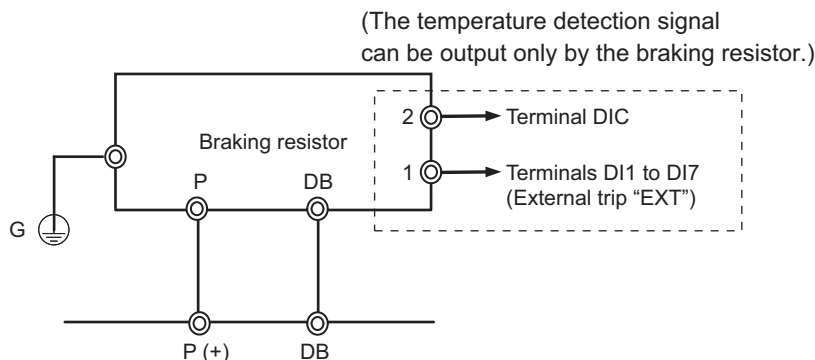 (The temperature detection signal
can be output only by the braking resistor.)
2
Terminal DIC
Braking resistor
1
Terminals DI1 to DI7
(External trip “EXT”)
P
DB
G
P (+)
DB